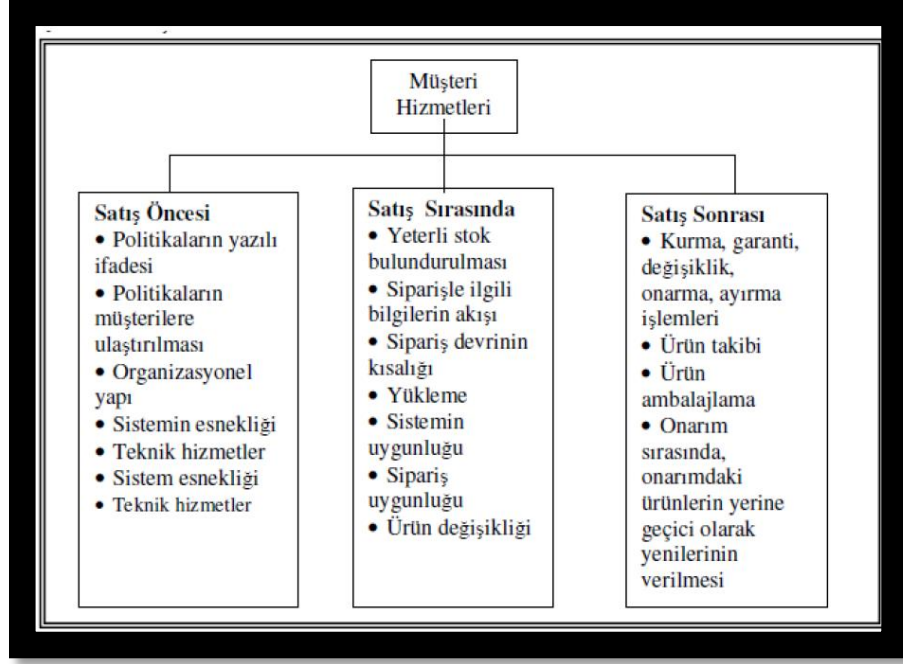 Müşteri
Hizmetleri
Satış Öncesi
• Politikaların yazılı
ifadesi
• Politikaların
müşterilere
ulaştırılması
• Organizasyonel
yapı
• Sistemin esnekliği
• Teknik hizmetler
• Sistem esnekliği
• Teknik hizmetler
Satış Sırasında
• Yeterli stok
bulundurulması
• Siparişle ilgili
bilgilerin akışı
• Sipariş devrinin
kısalığı
• Yükleme
• Sistemin
uygunluğu
• Sipariş
uygunluğu
• Ürün değişikliği
Satış Sonrası
• Kurma, garanti,
değişiklik,
onarma, ayırma
işlemleri
• Ürün takibi
• Ürün
ambalajlama
• Onarım
sırasında,
onarımdaki
ürünlerin yerine
geçici olarak
yenilerinin
verilmesi